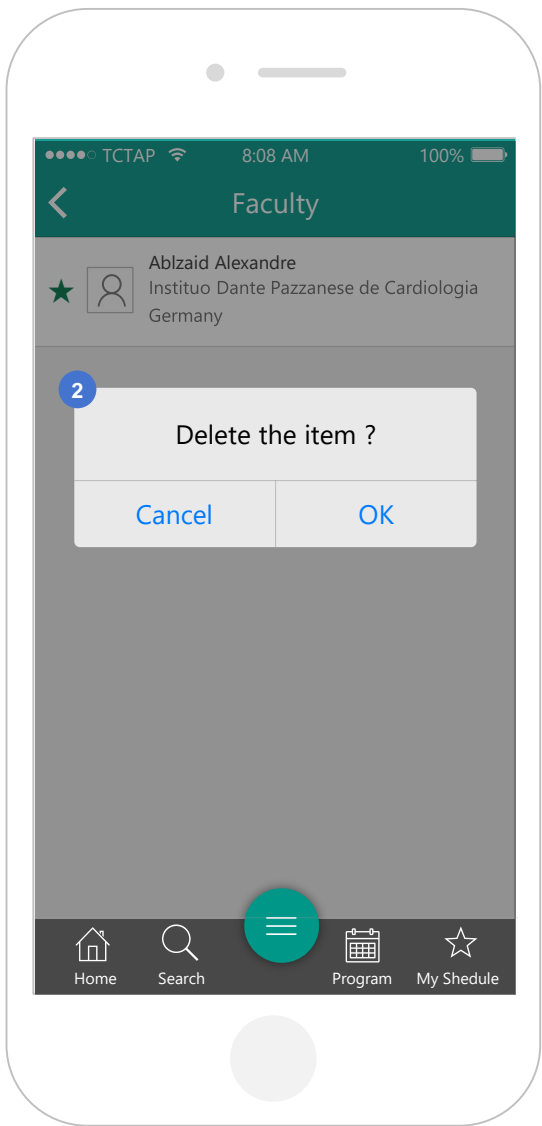 TCTAP 8:08 AM 100%
Faculty
Ablzaid Alexandre
Instituo Dante Pazzanese de Cardiologia
Germany
2
Delete the item ?
Cancel OK
Home Search Program My Shedule